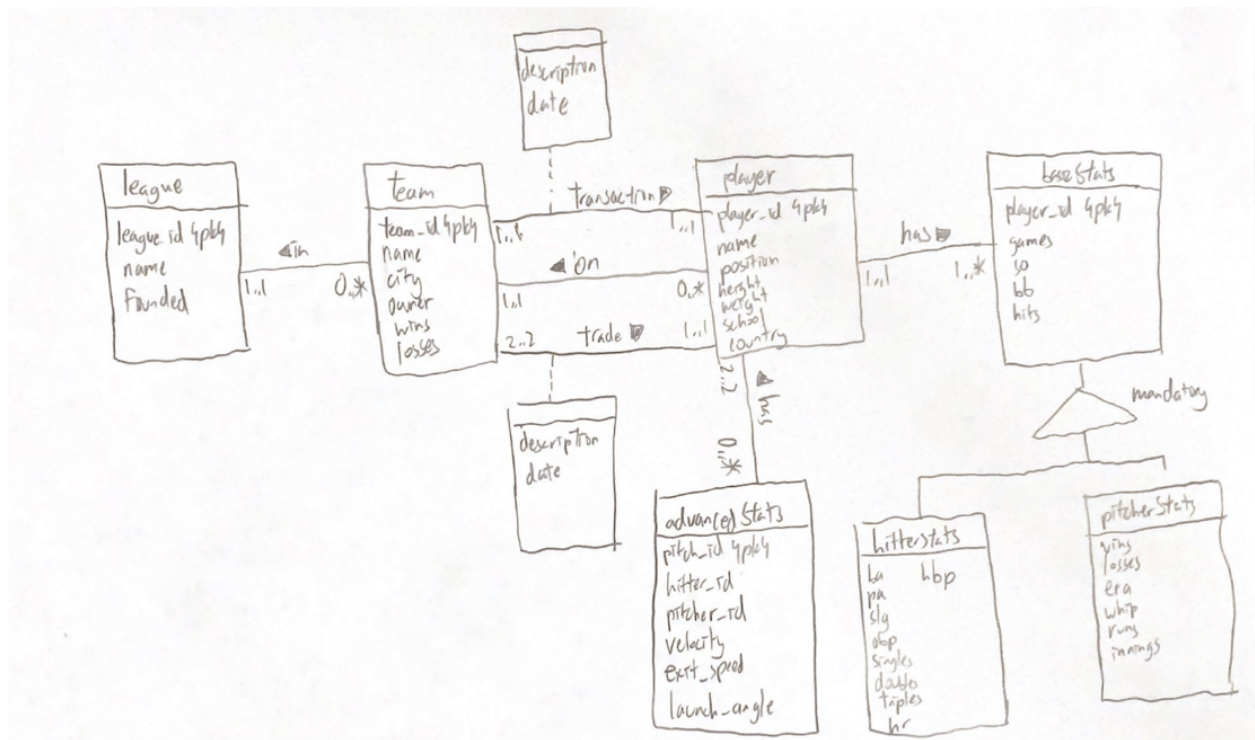 description
date
league
league_id {pk}
name
founded
team
team_id {pk}
name
city
owner
wins
losses
transaction ▶
1..1
◀ in
1..1
0..*
◀ on
1..1
0..*
2..2
trade ▶
1..1
description
date
player
player_id {pk}
name
position
height
weight
school
country
has ▶
1..1
1..*
baseStats
player_id {pk}
games
so
bb
hits
mandatory
2..2
◀ has
0..*
advancedStats
pitch_id {pk}
hitter_id
pitcher_id
velocity
exit_speed
launch_angle
hitterstats
ba hbp
pa
slg
obp
singles
doubles
triples
hr
pitcherStats
wins
losses
era
whip
runs
innings